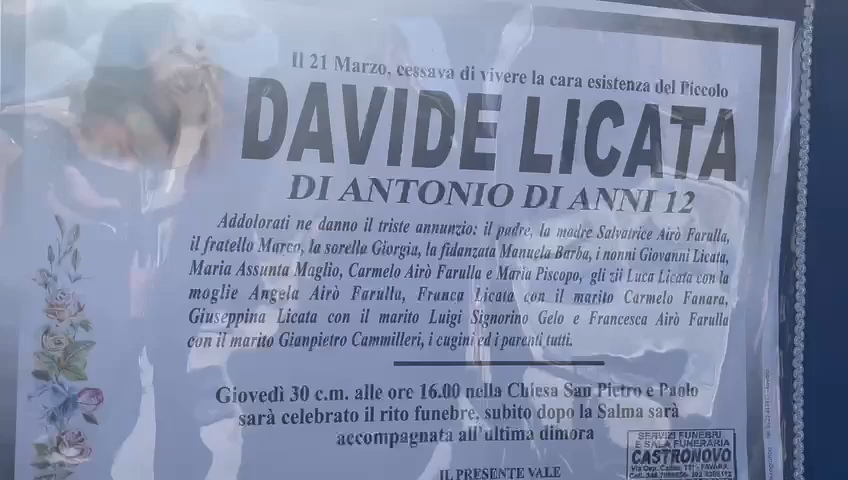 Il 21 Marzo, cessava di vivere la cara esistenza del Piccolo
DAVIDE LICATA
DI ANTONIO DI ANNI 12
Addolorati ne danno il triste annunzio: il padre, la madre Salvatrice Airò Farulla,
il fratello Marco, la sorella Giorgia, la fidanzata Manuela Barba, i nonni Giovanni Licata,
Maria Assunta Maglio, Carmelo Airò Farulla e Maria Piscopo, gli zii Luca Licata con la
moglie Angela Airò Farulla, Franca Licata con il marito Carmelo Fanara,
Giuseppina Licata con il marito Luigi Signorino Gelo e Francesca Airò Farulla
con il marito Gianpietro Cammilleri, i cugini ed i parenti tutti.
Giovedì 30 c.m. alle ore 16.00 nella Chiesa San Pietro e Paolo
sarà celebrato il rito funebre, subito dopo la Salma sarà
accompagnata all'ultima dimora
IL PRESENTE VALE
SERVIZI FUNEBRI
E SALA FUNERARIA
CASTRONOVO